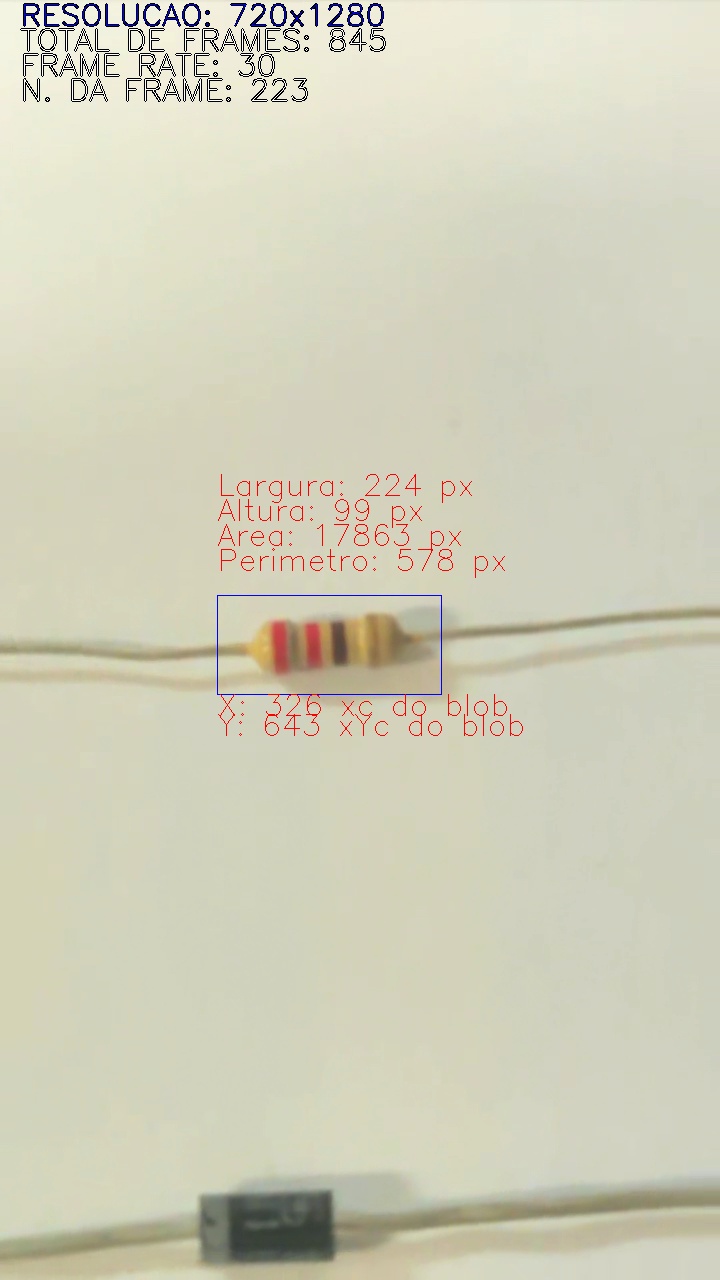 RESOLUCAO: 720x1280
TOTAL DE FRAMES: 845
FRAME RATE: 30
N. DA FRAME: 223
Largura: 224 px
Altura: 99 px
Area: 17863 px
Perimetro: 578 px
X: 326 xc do blob
Y: 643 xYc do blob